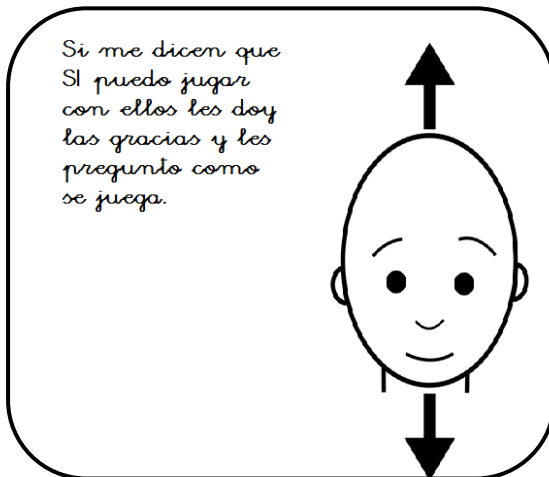 Si me dicen que
SI puedo jugar
con ellos les doy
las gracias y les
pregunto como
se juega.